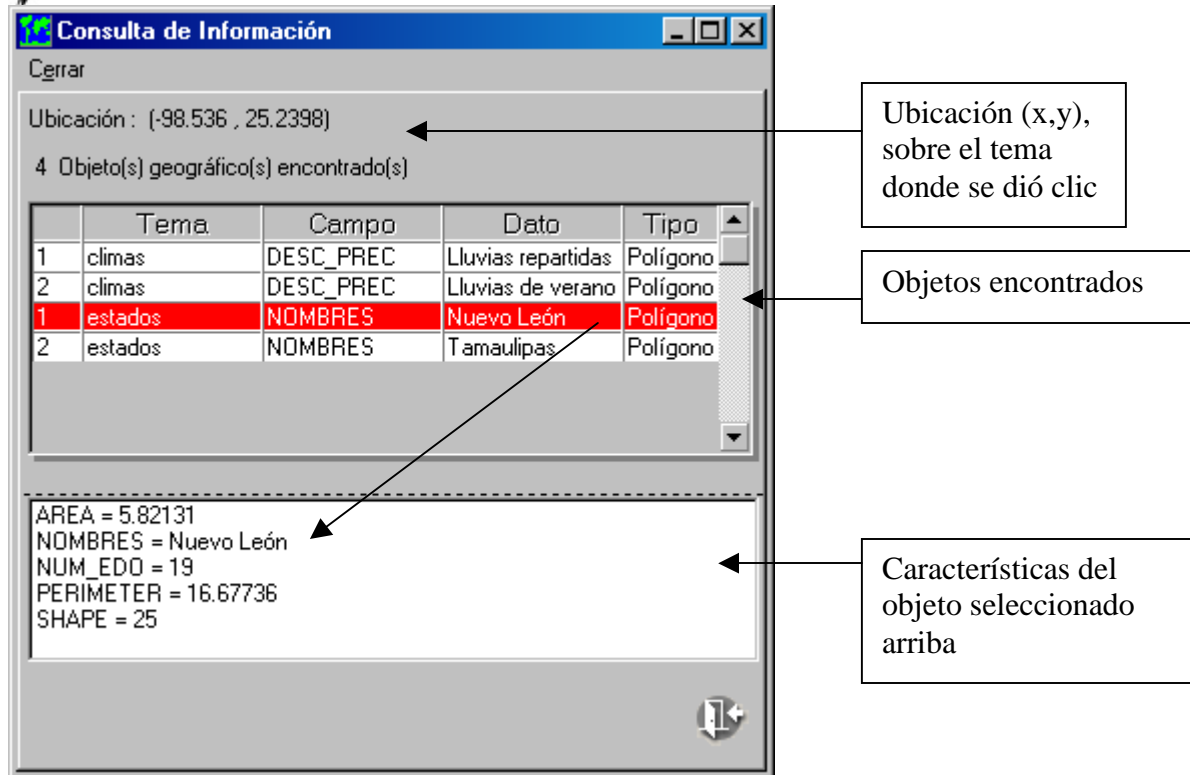 Consulta de Información
Cerrar
Ubicación : (-98.536 , 25.2398)
4 Objeto(s) geográfico(s) encontrado(s)
Tema Campo Dato Tipo
1 climas DESC_PREC Lluvias repartidas Polígono
2 climas DESC_PREC Lluvias de verano Polígono
1 estados NOMBRES Nuevo León Polígono
2 estados NOMBRES Tamaulipas Polígono
AREA = 5.82131
NOMBRES = Nuevo León
NUM_EDO = 19
PERIMETER = 16.67736
SHAPE = 25
Ubicación (x,y),
sobre el tema
donde se dió clic
Objetos encontrados
Características del
objeto seleccionado
arriba